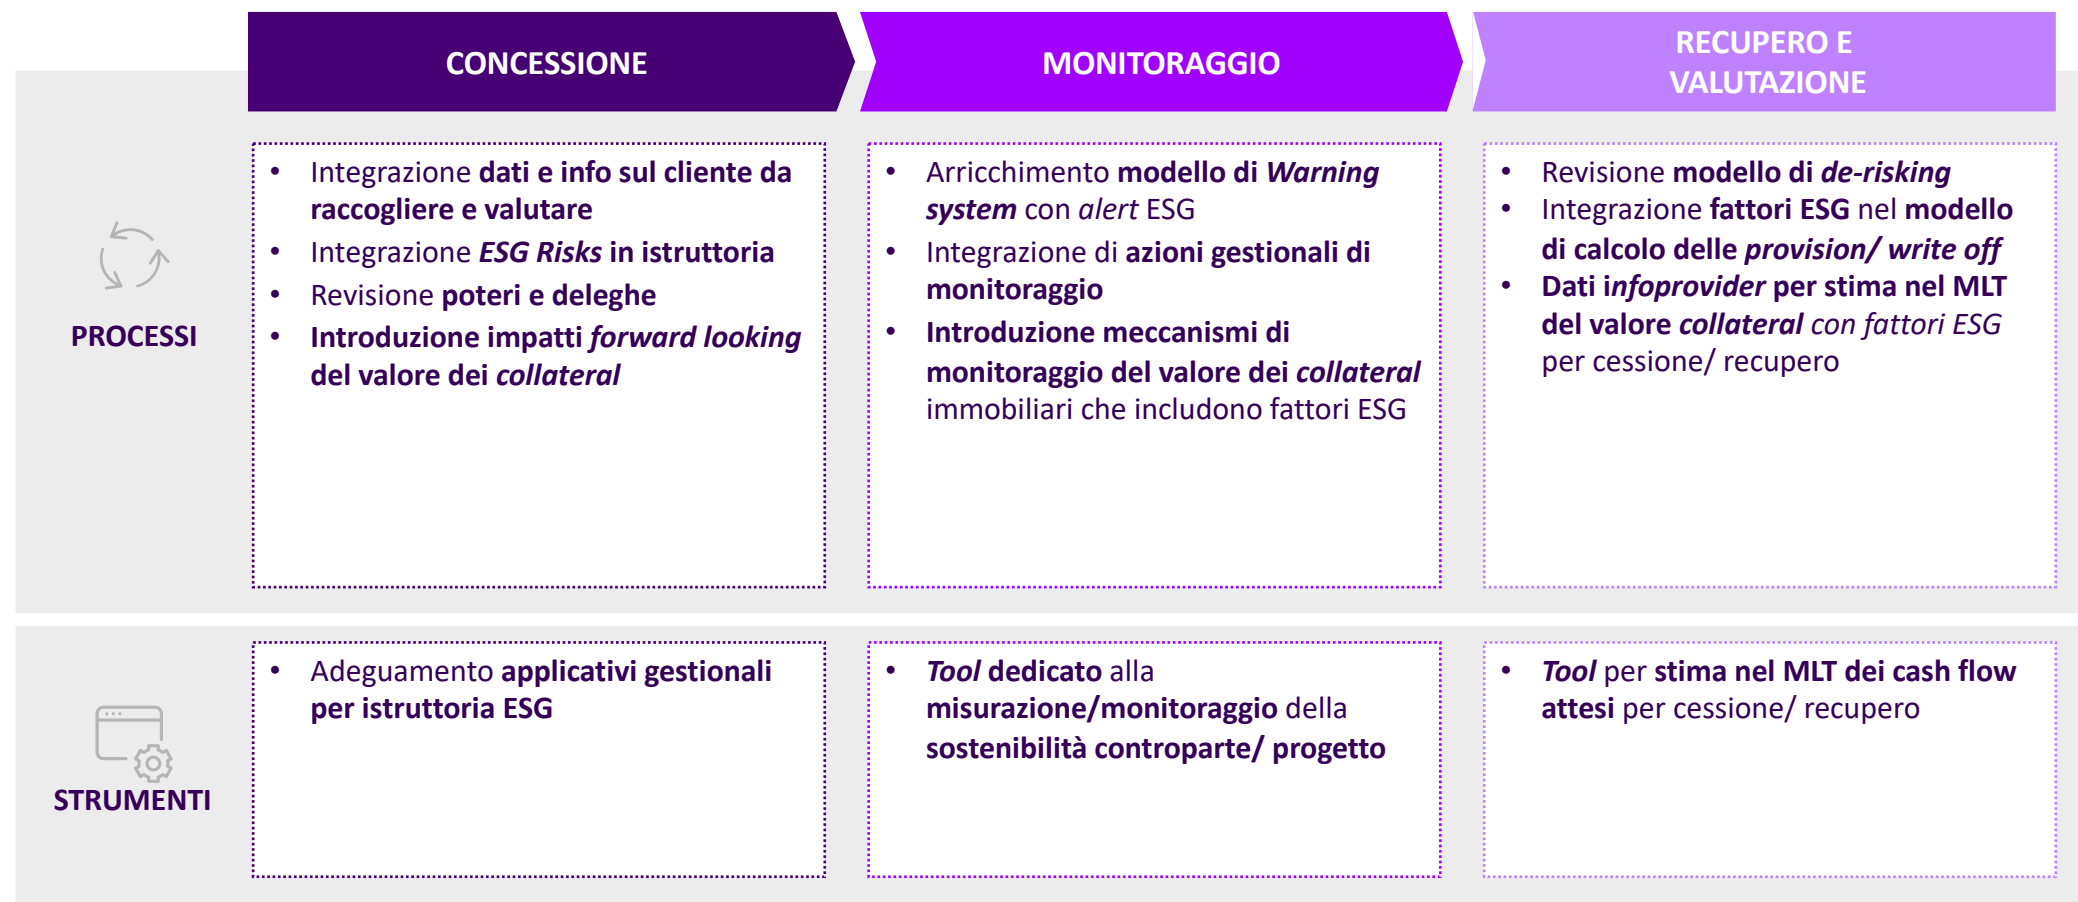 CONCESSIONE
MONITORAGGIO
RECUPERO E
VALUTAZIONE
PROCESSI
• Integrazione dati e info sul cliente da
raccogliere e valutare
• Integrazione ESG Risks in istruttoria
• Revisione poteri e deleghe
• Introduzione impatti forward looking
del valore dei collateral
• Arricchimento modello di Warning
system con alert ESG
• Integrazione di azioni gestionali di
monitoraggio
• Introduzione meccanismi di
monitoraggio del valore dei collateral
immobiliari che includono fattori ESG
• Revisione modello di de-risking
• Integrazione fattori ESG nel modello
di calcolo delle provision/ write off
• Dati infoprovider per stima nel MLT
del valore collateral con fattori ESG
per cessione/ recupero
STRUMENTI
• Adeguamento applicativi gestionali
per istruttoria ESG
• Tool dedicato alla
misurazione/monitoraggio della
sostenibilità controparte/ progetto
• Tool per stima nel MLT dei cash flow
attesi per cessione/ recupero